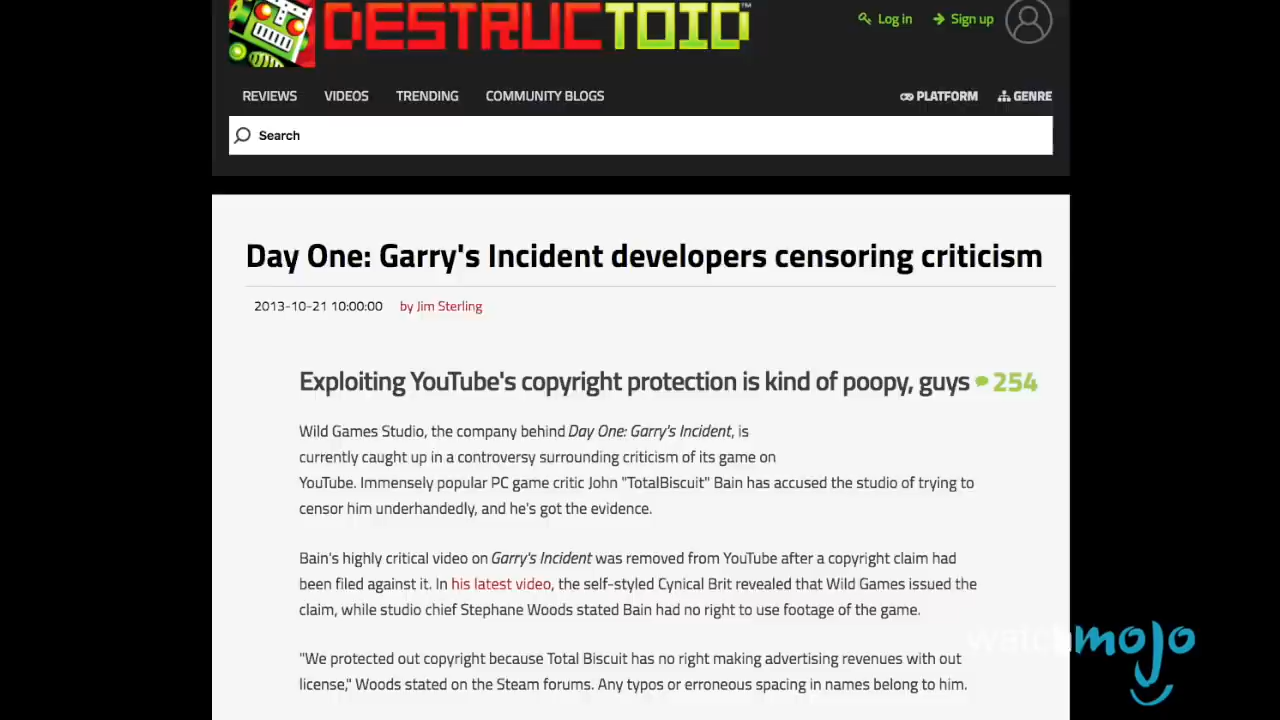 DESTRUCTOID™
Log in
Sign up
REVIEWS
VIDEOS
TRENDING
COMMUNITY BLOGS
PLATFORM
GENRE
Search
Day One: Garry's Incident developers censoring criticism
2013-10-21 10:00:00 by Jim Sterling
Exploiting YouTube's copyright protection is kind of poopy, guys 254
Wild Games Studio, the company behind Day One: Garry's Incident, is
currently caught up in a controversy surrounding criticism of its game on
YouTube. Immensely popular PC game critic John "TotalBiscuit" Bain has accused the studio of trying to
censor him underhandedly, and he's got the evidence.
Bain's highly critical video on Garry's Incident was removed from YouTube after a copyright claim had
been filed against it. In his latest video, the self-styled Cynical Brit revealed that Wild Games issued the
claim, while studio chief Stephane Woods stated Bain had no right to use footage of the game.
"We protected out copyright because Total Biscuit has no right making advertising revenues with out
license," Woods stated on the Steam forums. Any typos or erroneous spacing in names belong to him.
watchmojo